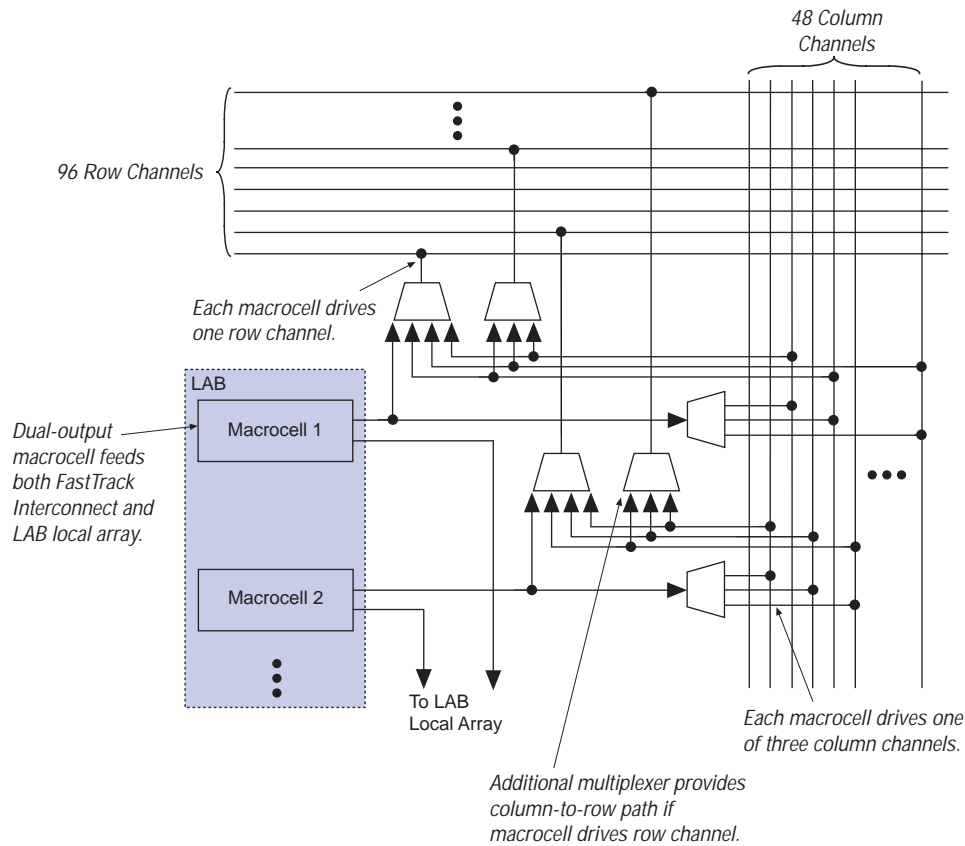 48 Column
Channels
96 Row Channels
Each macrocell drives
one row channel.
LAB
Macrocell 1
Dual-output
macrocell feeds
both FastTrack
Interconnect and
LAB local array.
Macrocell 2
To LAB
Local Array
Each macrocell drives one
of three column channels.
Additional multiplexer provides
column-to-row path if
macrocell drives row channel.